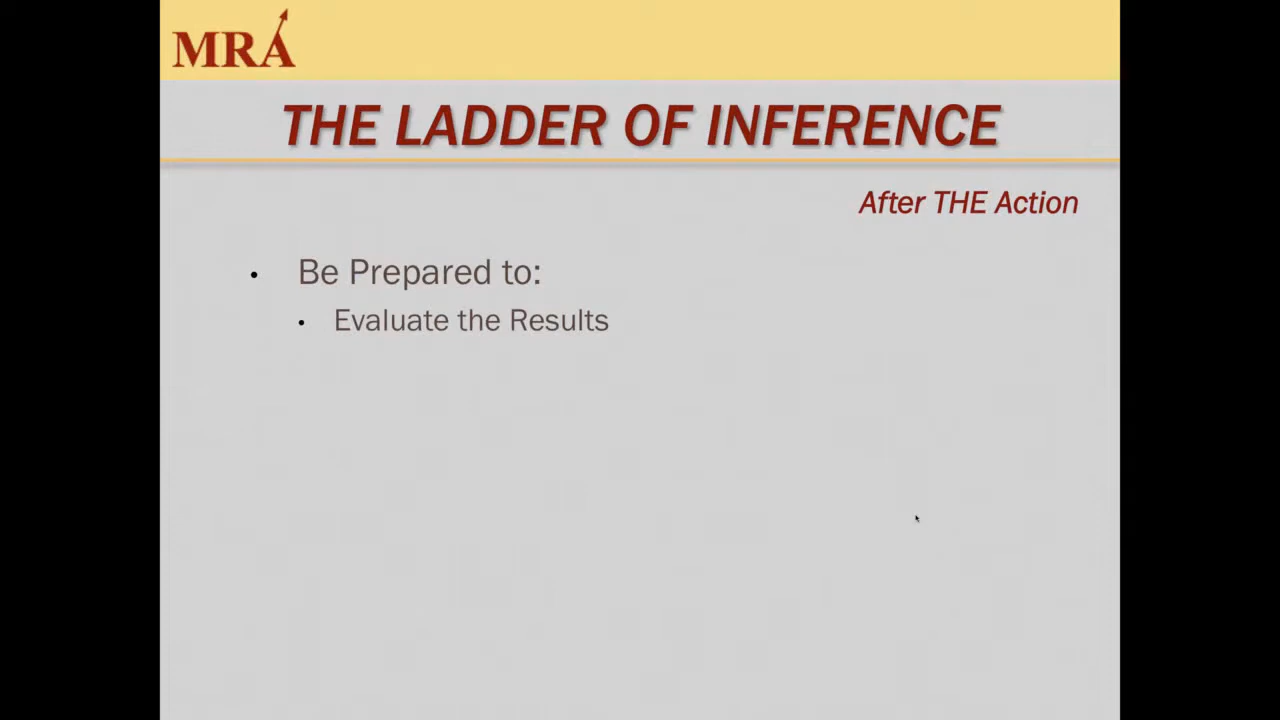 MRA
THE LADDER OF INFERENCE
After THE Action
• Be Prepared to:
• Evaluate the Results